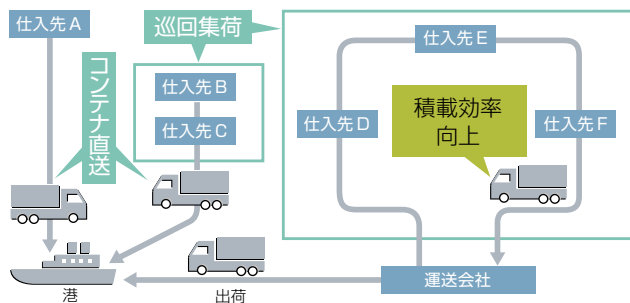 仕入先A
巡回集荷
コンテナ直送
仕入先B
仕入先C
仕入先E
仕入先D
積載効率
向上
仕入先F
運送会社
港
出荷